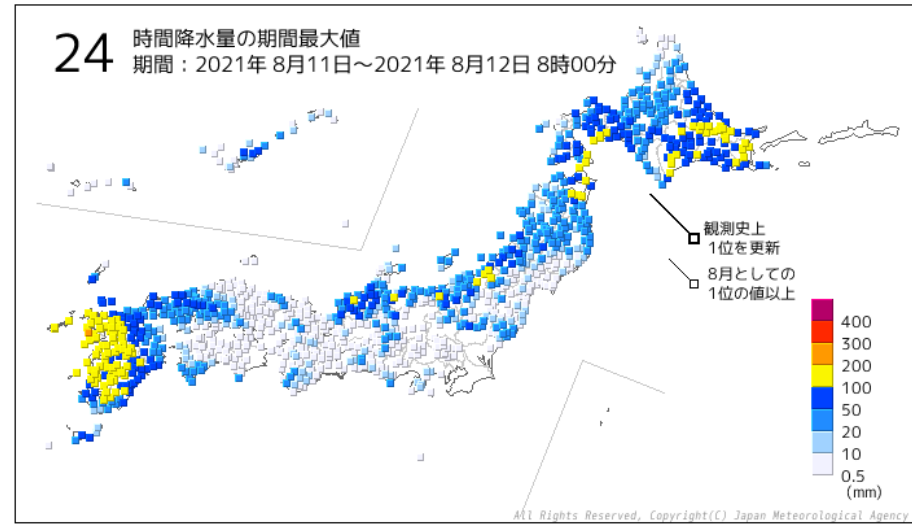 24 時間降水量の期間最大値
期間：2021年 8月11日～2021年 8月12日 8時00分
観測史上
1位を更新
8月としての
1位の値以上
400
300
200
100
50
20
10
0.5
(mm)
All Rights Reserved, Copyright(C) Japan Meteorological Agency